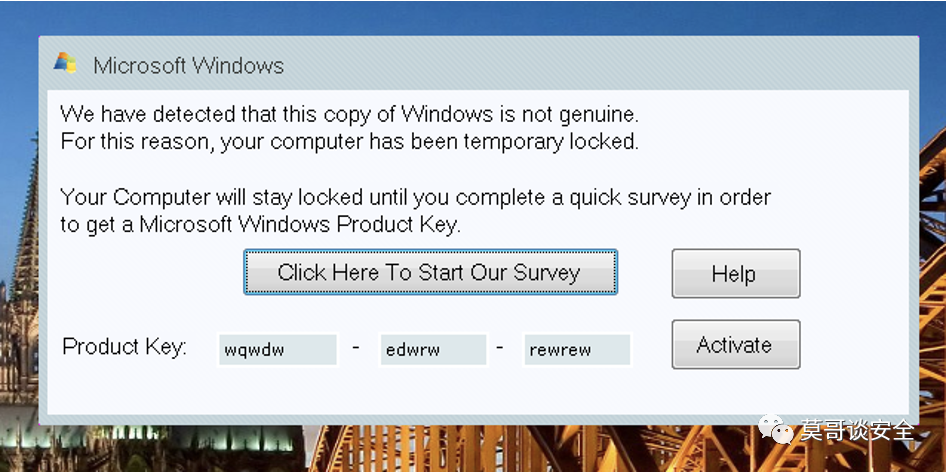 Microsoft Windows
We have detected that this copy of Windows is not genuine.
For this reason, your computer has been temporary locked.
Your Computer will stay locked until you complete a quick survey in order
to get a Microsoft Windows Product Key.
Click Here To Start Our Survey
Help
Product Key: wqwdw - edwrw - rewrew
Activate
莫哥谈安全